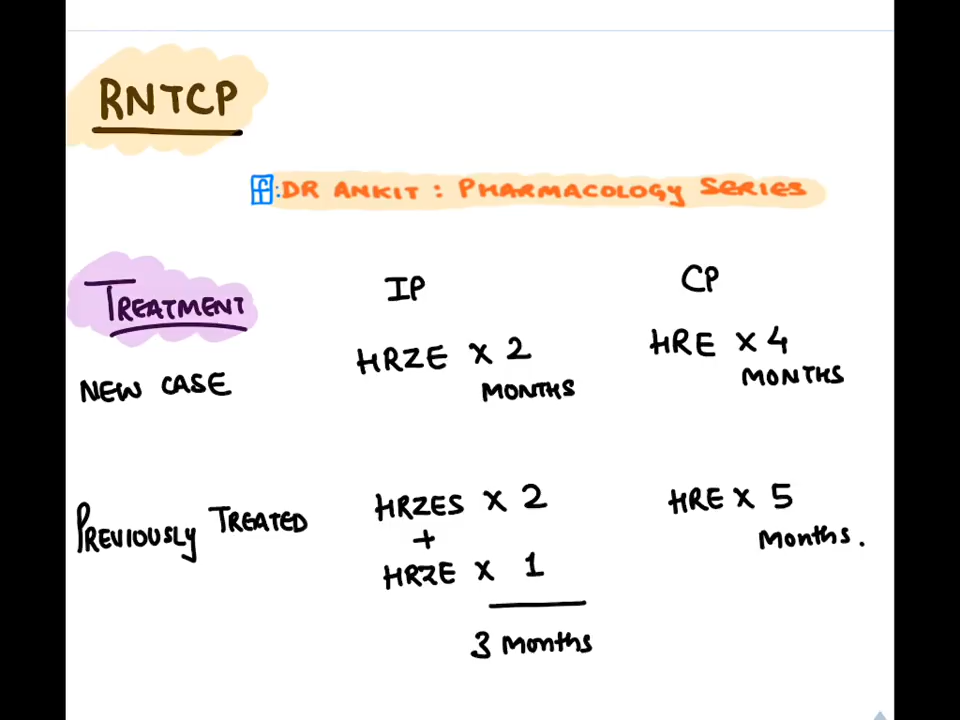 RNTCP
f: DR ANKIT : PHARMACOLOGY SERIES
TREATMENT IP CP
NEW CASE HRZE x 2 MONTHS HRE x 4 MONTHS
PREVIOUSLY TREATED HRZES x 2 HRE x 5 Months.
+
HRZE x 1
3 Months